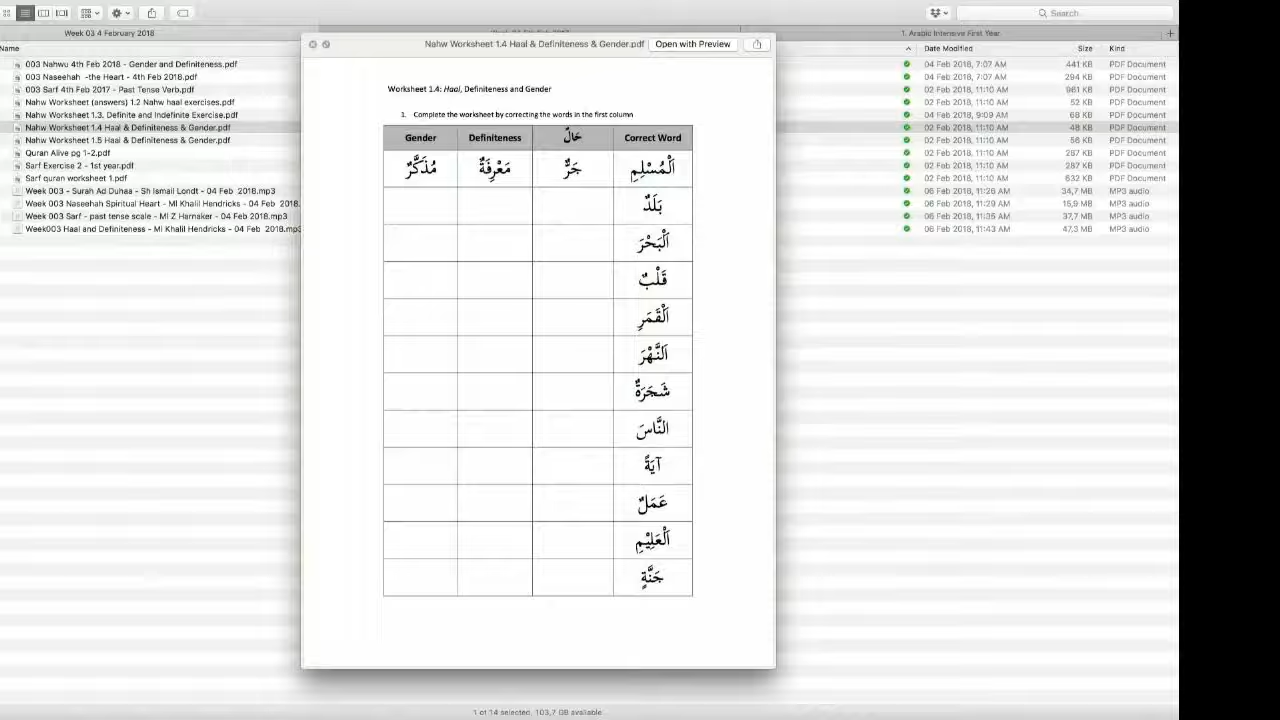 Search
Week 03 4 February 2018
1. Arabic Intensive First Year
Name
Date Modified
Size
Kind
003 Nahwu 4th Feb 2018 - Gender and Definiteness.pdf
04 Feb 2018, 7:07 AM
441 KB
PDF Document
003 Naseehah -the Heart - 4th Feb 2018.pdf
04 Feb 2018, 7:07 AM
294 KB
PDF Document
003 Sarf 4th Feb 2017 - Past Tense Verb.pdf
02 Feb 2018, 11:10 AM
961 KB
PDF Document
Nahw Worksheet (answers) 1.2 Nahw haal exercises.pdf
02 Feb 2018, 11:10 AM
52 KB
PDF Document
Nahw Worksheet 1.3. Definite and Indefinite Exercise.pdf
04 Feb 2018, 9:09 AM
68 KB
PDF Document
Nahw Worksheet 1.4 Haal & Definiteness & Gender.pdf
02 Feb 2018, 11:10 AM
48 KB
PDF Document
Nahw Worksheet 1.5 Haal & Definiteness & Gender.pdf
02 Feb 2018, 11:10 AM
56 KB
PDF Document
Quran Alive pg 1-2.pdf
02 Feb 2018, 11:10 AM
287 KB
PDF Document
Sarf Exercise 2 - 1st year.pdf
02 Feb 2018, 11:10 AM
287 KB
PDF Document
Sarf quran worksheet 1.pdf
02 Feb 2018, 11:10 AM
632 KB
PDF Document
Week 003 - Surah Ad Duhaa - Sh Ismail Londt - 04 Feb 2018.mp3
06 Feb 2018, 11:26 AM
34,7 MB
MP3 audio
Week 003 Naseehah Spiritual Heart - Ml Khalil Hendricks - 04 Feb 2018.
06 Feb 2018, 11:29 AM
15,9 MB
MP3 audio
Week 003 Sarf - past tense scale - Ml Z Harnaker - 04 Feb 2018.mp3
06 Feb 2018, 11:35 AM
37,7 MB
MP3 audio
Week003 Haal and Definiteness - Ml Khalil Hendricks - 04 Feb 2018.mp3
06 Feb 2018, 11:43 AM
47,3 MB
MP3 audio
Nahw Worksheet 1.4 Haal & Definiteness & Gender.pdf
Open with Preview
Worksheet 1.4: Haal, Definiteness and Gender
1. Complete the worksheet by correcting the words in the first column
Gender Definiteness حَالٌ Correct Word
اَلْمُسْلِمِ جَرٌّ مَعْرِفَةٌ مُذَكَّرٌ
بَلَدٌ
اَلْبَحْرَ
قَلْبٌ
اَلْقَمَرِ
اَلنَّهْرَ
شَجَرَةٌ
النَّاسَ
آيَةً
عَمَلٌ
اَلْعَلِيْمِ
جَنَّةٍ
1 of 14 selected, 103,7 GB available